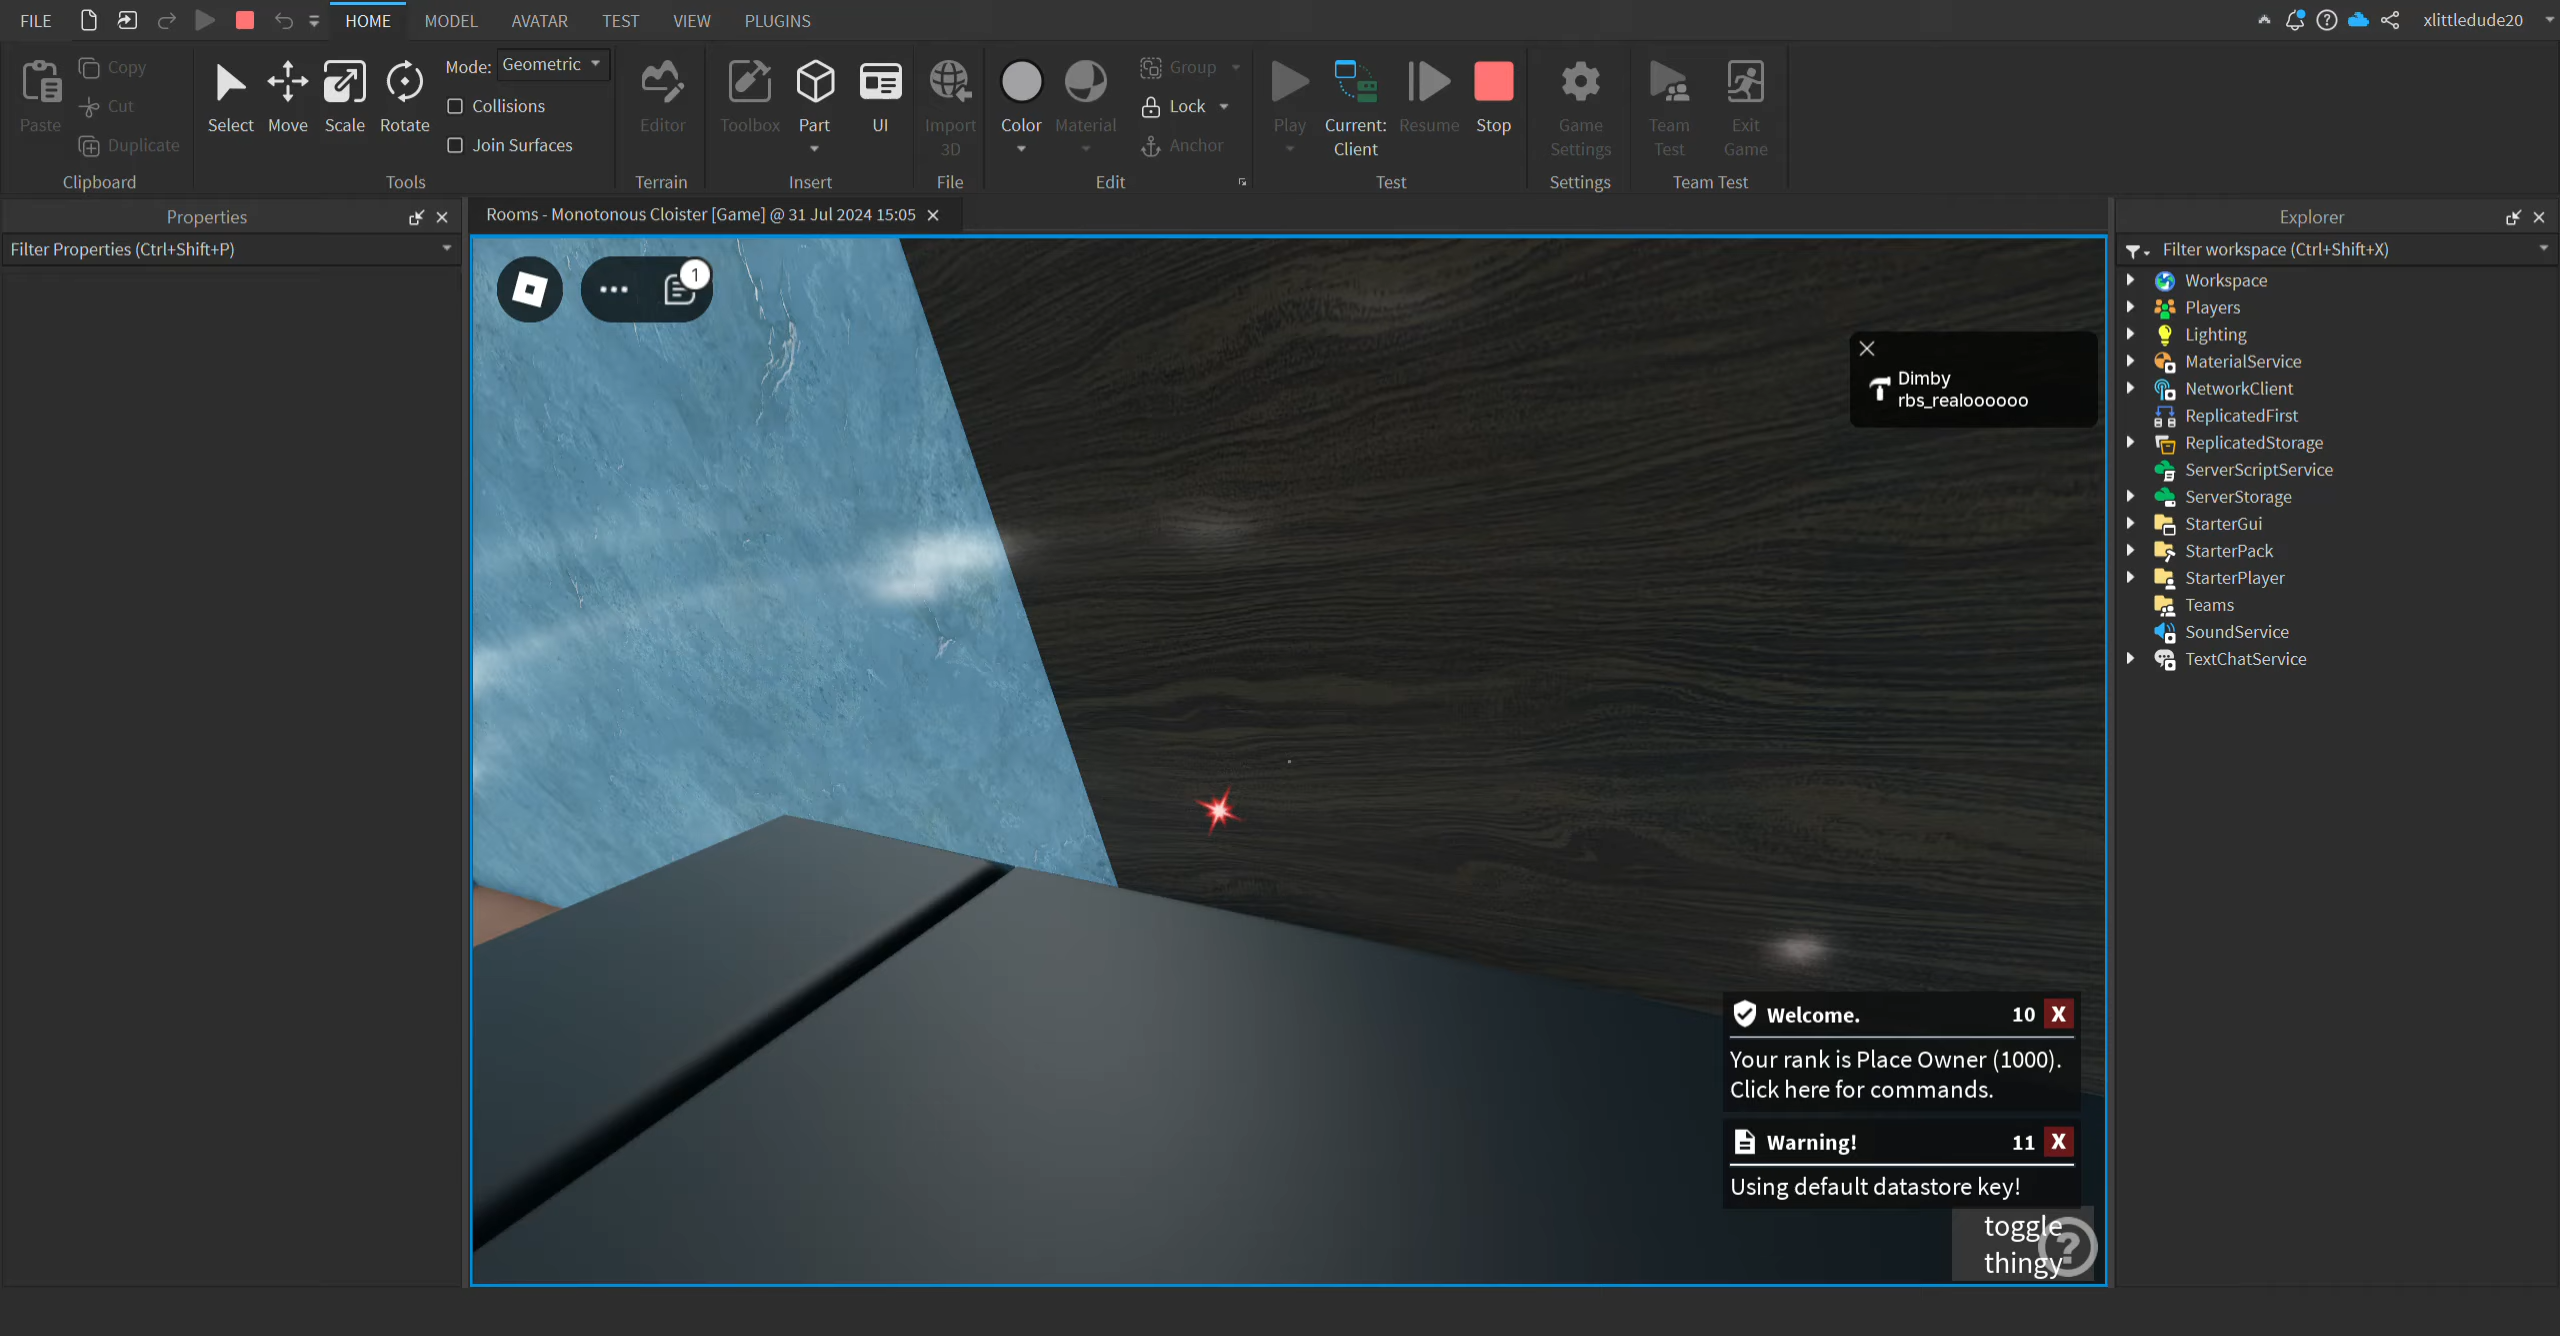 FILE
HOME
MODEL
AVATAR
TEST
VIEW
PLUGINS
xlittledude20
Paste
Copy
Cut
Duplicate
Clipboard
Select
Move
Scale
Rotate
Mode: Geometric
Collisions
Join Surfaces
Tools
Editor
Terrain
Toolbox
Part
UI
Insert
Import
3D
File
Color
Material
Group
Lock
Anchor
Edit
Play
Current:
Client
Resume
Stop
Test
Game
Settings
Settings
Team
Test
Exit
Game
Team Test
Properties
Filter Properties (Ctrl+Shift+P)
Rooms - Monotonous Cloister [Game] @ 31 Jul 2024 15:05
1
Dimby
rbs_realoooooo
Welcome. 10 X
Your rank is Place Owner (1000).
Click here for commands.
Warning! 11 X
Using default datastore key!
toggle
thingy
?
Explorer
Filter workspace (Ctrl+Shift+X)
Workspace
Players
Lighting
MaterialService
NetworkClient
ReplicatedFirst
ReplicatedStorage
ServerScriptService
ServerStorage
StarterGui
StarterPack
StarterPlayer
Teams
SoundService
TextChatService